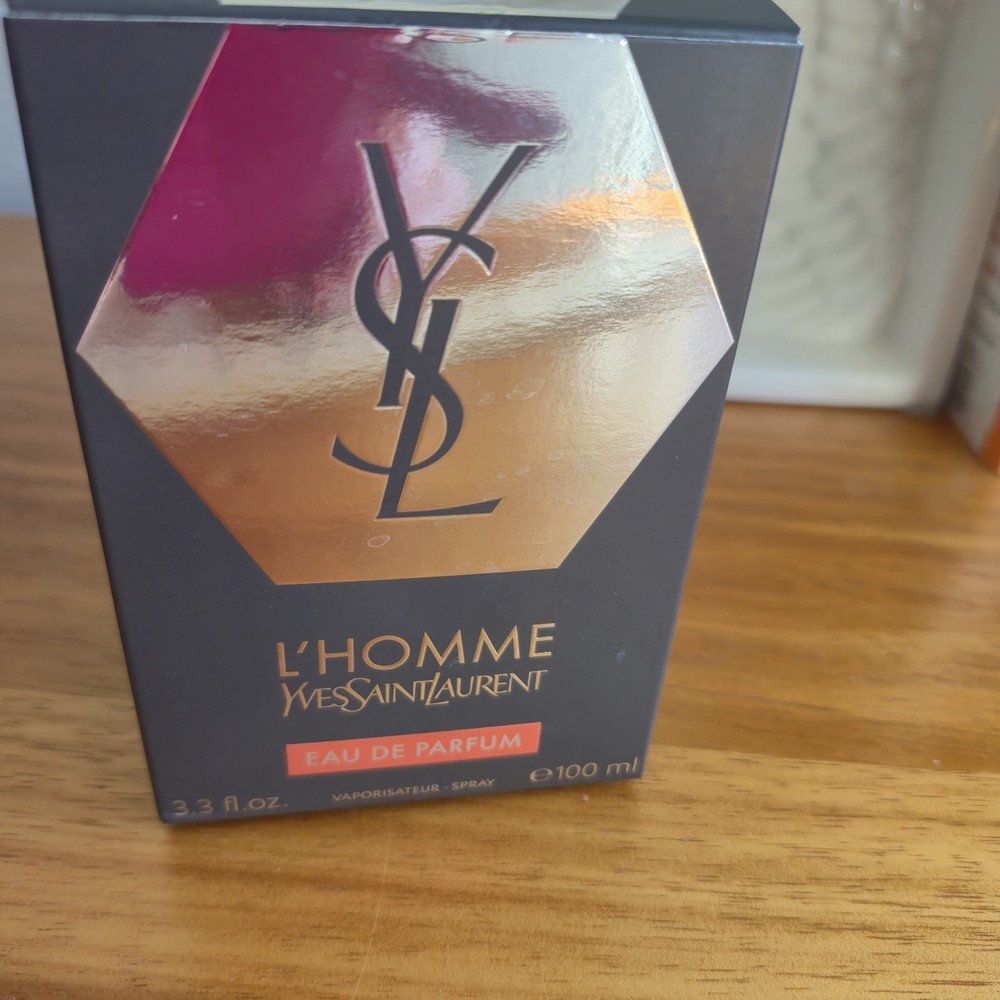 YSL
L'HOMME
YVESSAINTLAURENT
EAU DE PARFUM
3.3 fl.oz. VAPORISATEUR - SPRAY ℮100 ml